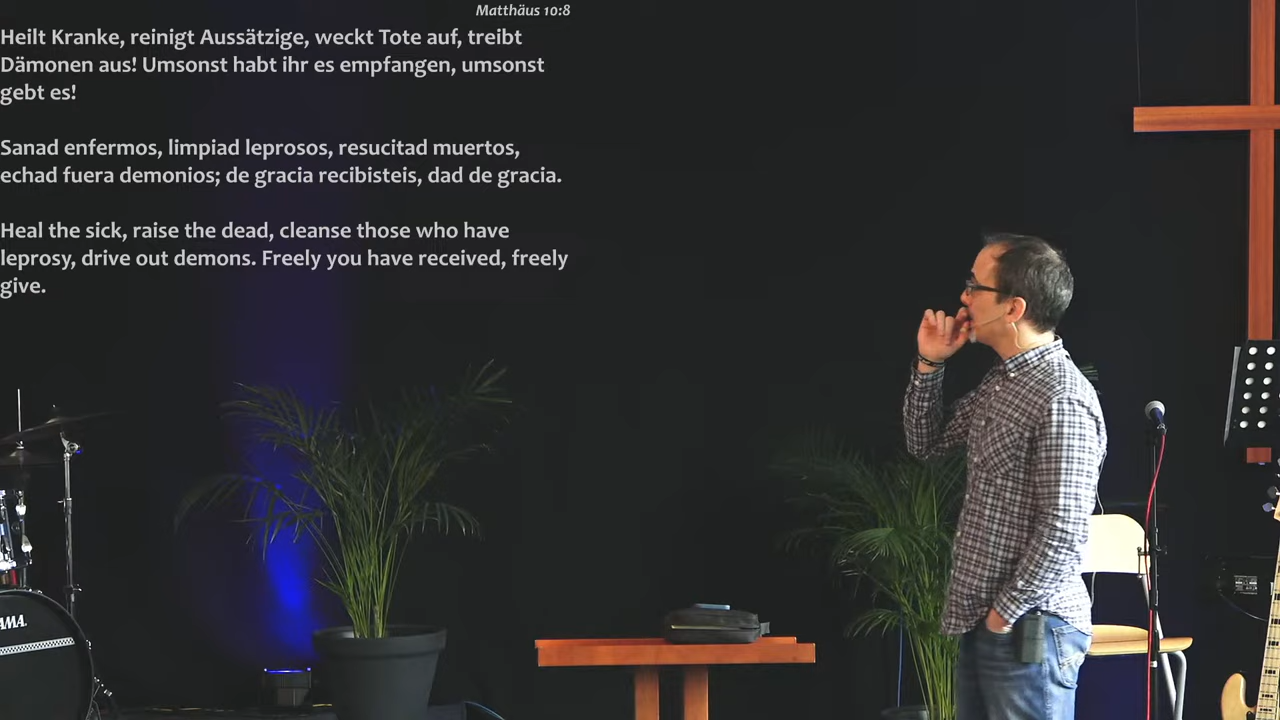 Matthäus 10:8
Heilt Kranke, reinigt Aussätzige, weckt Tote auf, treibt
Dämonen aus! Umsonst habt ihr es empfangen, umsonst
gebt es!
Sanad enfermos, limpiad leprosos, resucitad muertos,
echad fuera demonios; de gracia recibisteis, dad de gracia.
Heal the sick, raise the dead, cleanse those who have
leprosy, drive out demons. Freely you have received, freely
give.
AMA.